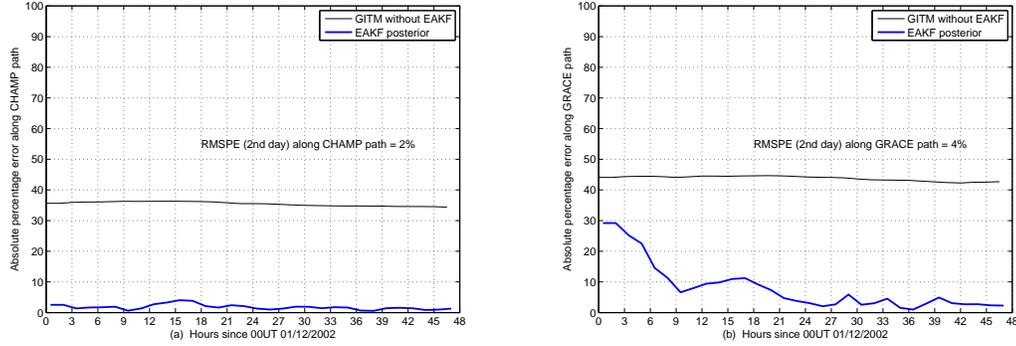 100
90
80
70
60
50
40
30
20
10
0
Absolute percentage error along CHAMP path
GITM without EAKF
EAKF posterior
RMSPE (2nd day) along CHAMP path = 2%
0 3 6 9 12 15 18 21 24 27 30 33 36 39 42 45 48
(a) Hours since 00UT 01/12/2002
100
90
80
70
60
50
40
30
20
10
0
Absolute percentage error along GRACE path
GITM without EAKF
EAKF posterior
RMSPE (2nd day) along GRACE path = 4%
0 3 6 9 12 15 18 21 24 27 30 33 36 39 42 45 48
(b) Hours since 00UT 01/12/2002